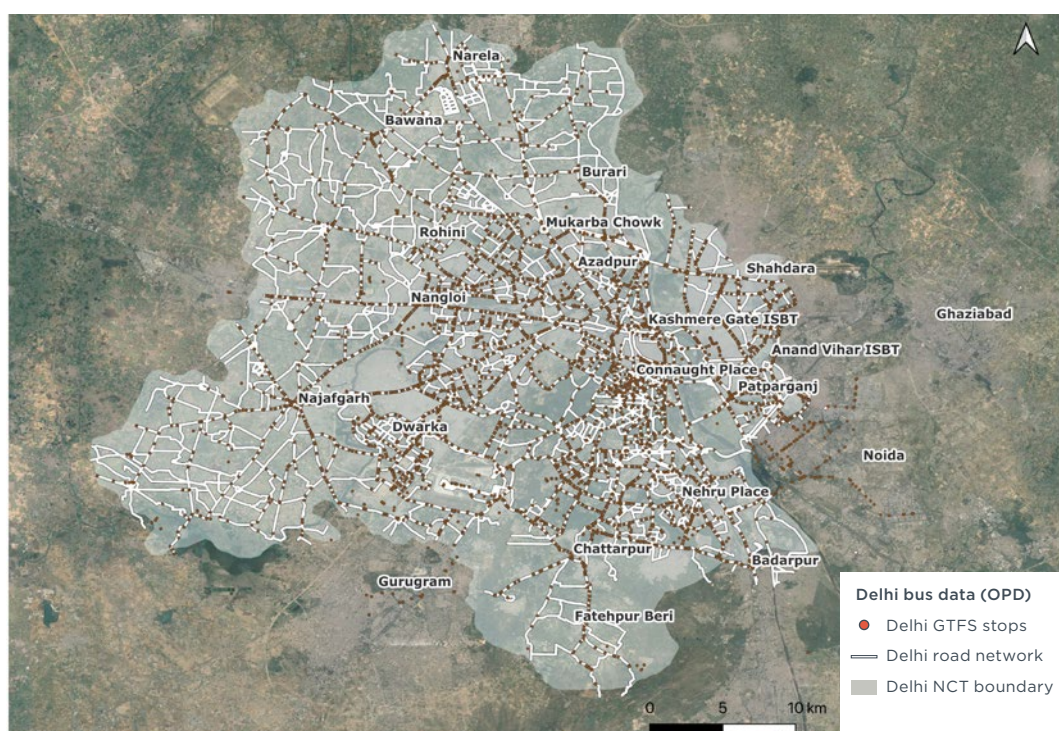 Narela
Bawana
Burari
Mukarba Chowk
Rohini
Azadpur
Shahdara
Nangloi
Kashmere Gate ISBT
Ghaziabad
Anand Vihar ISBT
Connaught Place
Patparganj
Najafgarh
Dwarka
Noida
Nehru Place
Chattarpur
Badarpur
Gurugram
Fatehpur Beri
Delhi bus data (OPD)
Delhi GTFS stops
Delhi road network
Delhi NCT boundary
0 5 10 km